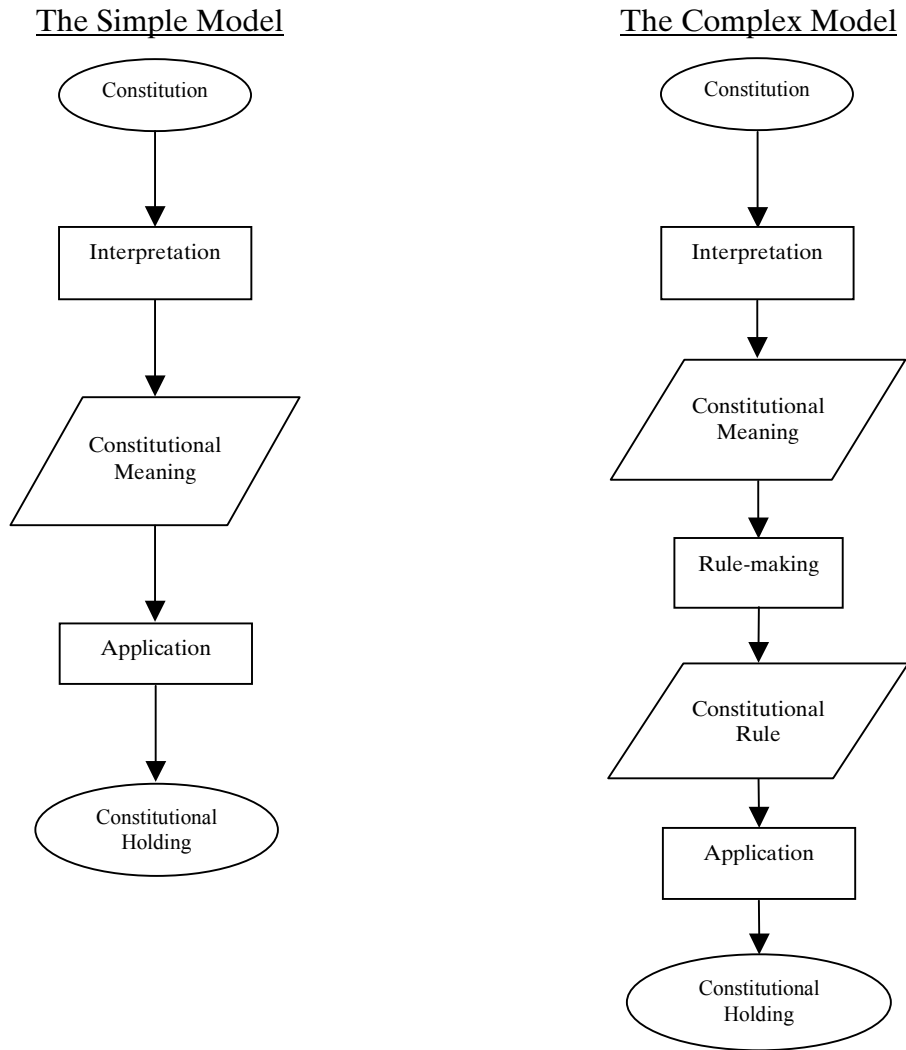 The Simple Model
Constitution
Interpretation
Constitutional
Meaning
Application
Constitutional
Holding
The Complex Model
Constitution
Interpretation
Constitutional
Meaning
Rule-making
Constitutional
Rule
Application
Constitutional
Holding